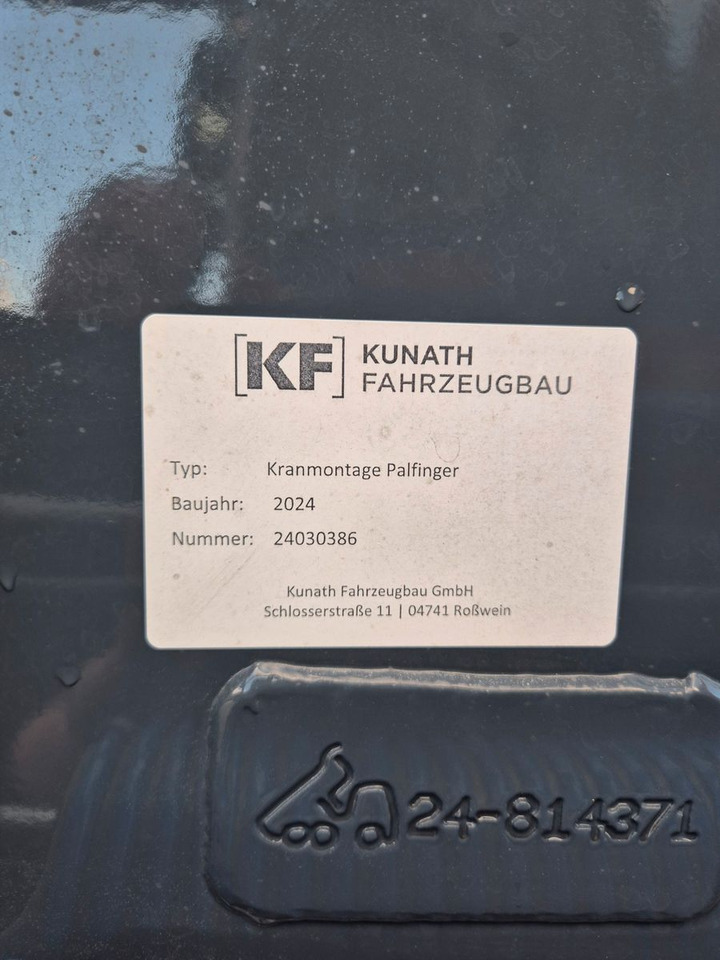 [KF] KUNATH
FAHRZEUGBAU
Typ: Kranmontage Palfinger
Baujahr: 2024
Nummer: 24030386
Kunath Fahrzeugbau GmbH
Schlosserstraße 11 | 04741 Roßwein
24-814371